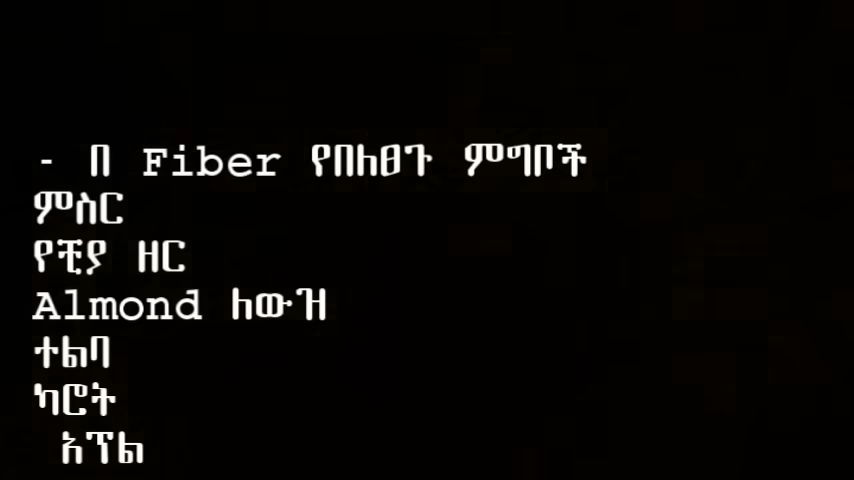 - በ Fiber የበለፀጉ ምግቦች
ምስር
የቺያ ዘር
Almond ለውዝ
ተልባ
ካሮት
አፕል